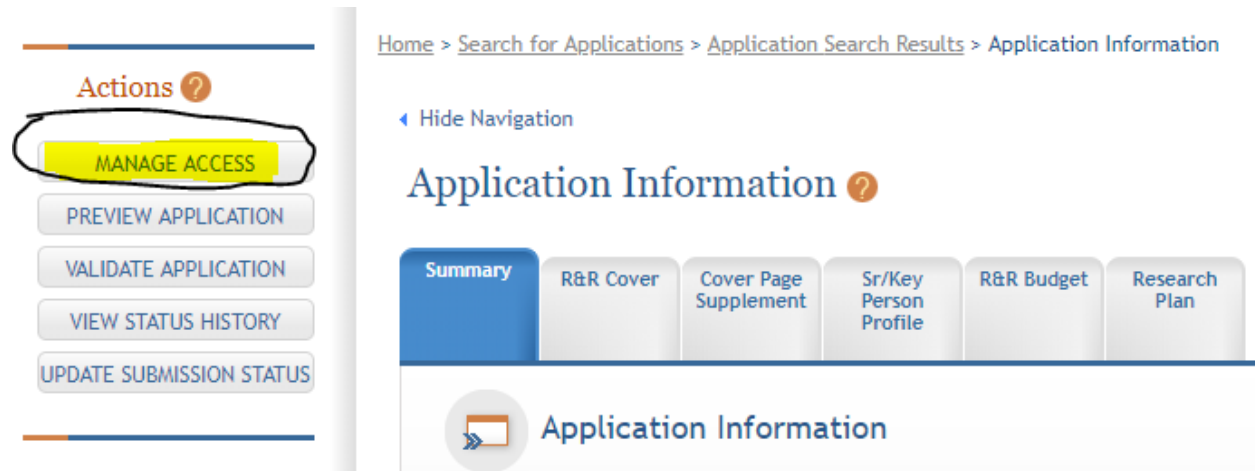 Home > Search for Applications > Application Search Results > Application Information
Actions ?
MANAGE ACCESS
PREVIEW APPLICATION
VALIDATE APPLICATION
VIEW STATUS HISTORY
UPDATE SUBMISSION STATUS
Hide Navigation
Application Information ?
Summary
R&R Cover
Cover Page
Supplement
Sr/Key
Person
Profile
R&R Budget
Research
Plan
Application Information